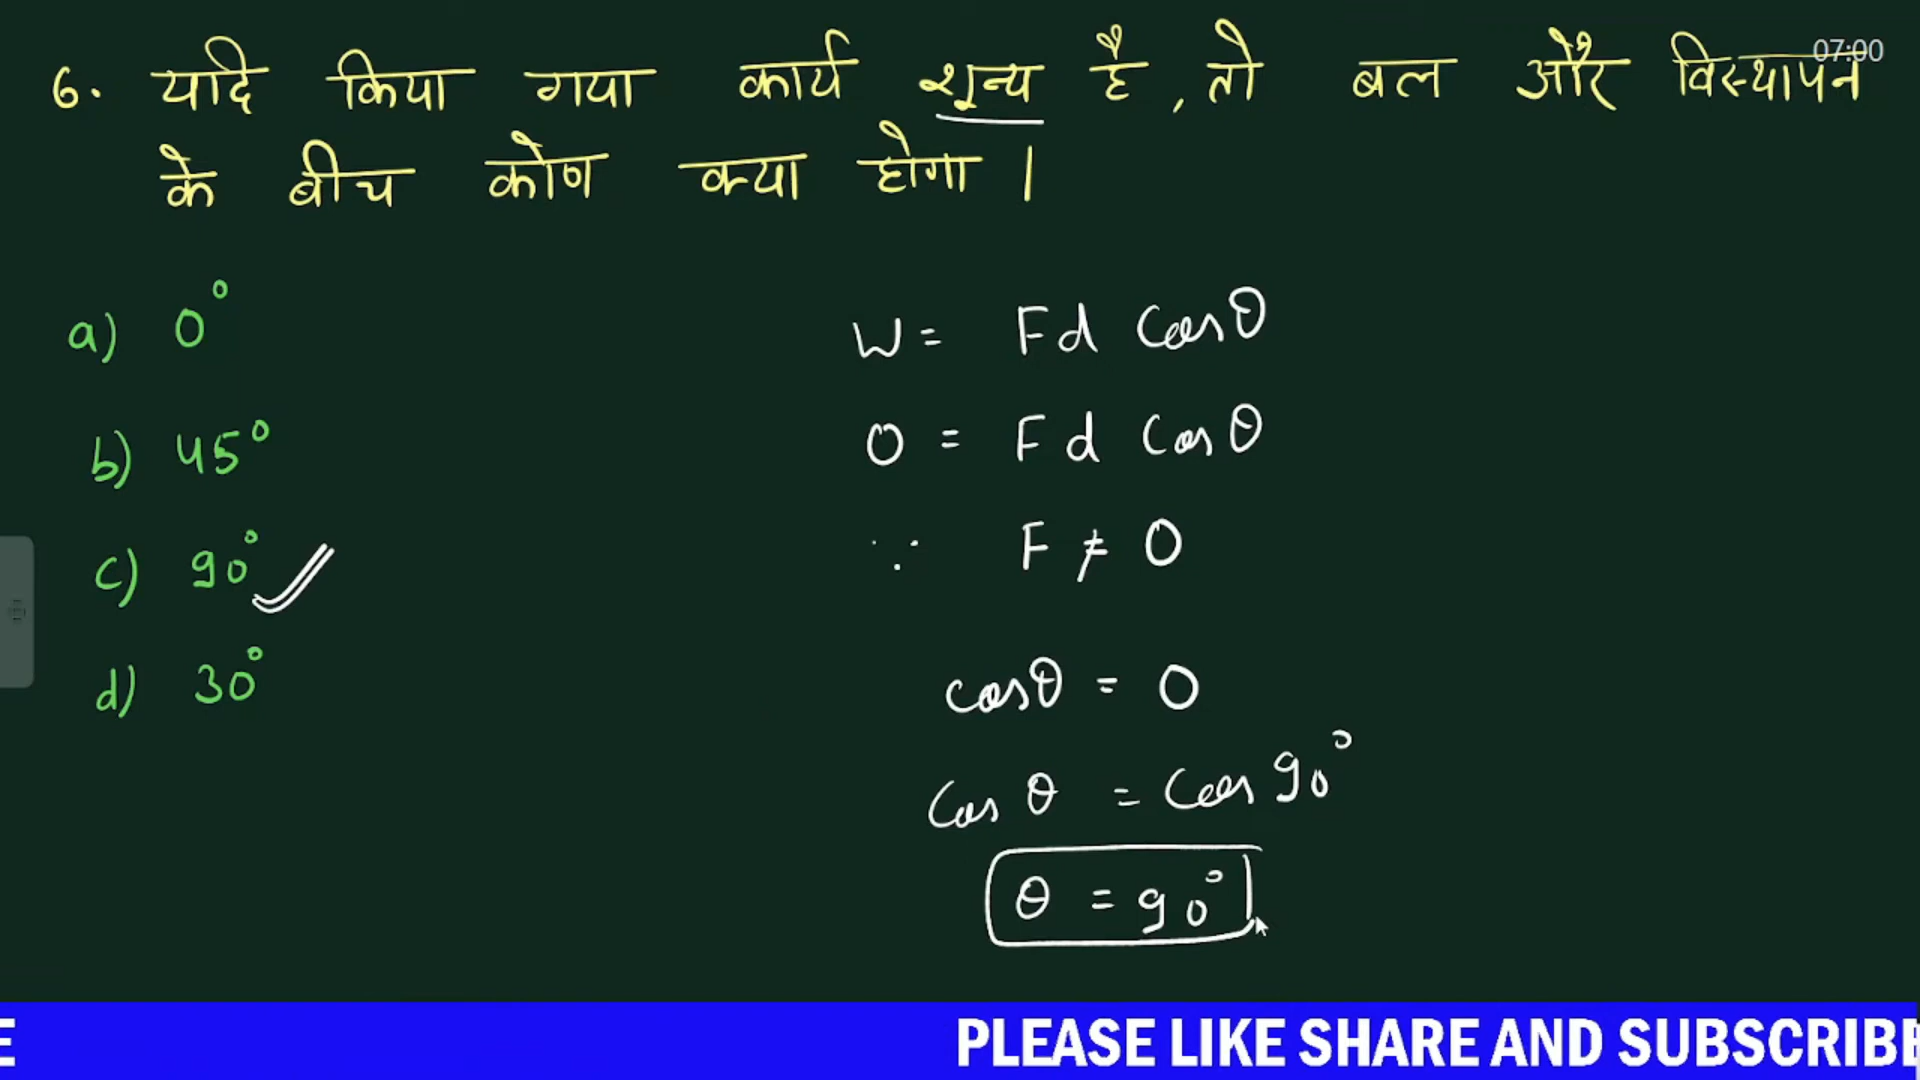 07:00
6. यदि किया गया कार्य शून्य है, तो बल और विस्थापन
के बीच कोण क्या होगा।
a) 0°
b) 45°
c) 90°
d) 30°
W = Fd Cosθ
0 = Fd Cosθ
∵ F ≠ 0
cosθ = 0
Cos θ = Cos 90°
θ = 90°
E PLEASE LIKE SHARE AND SUBSCRIBE